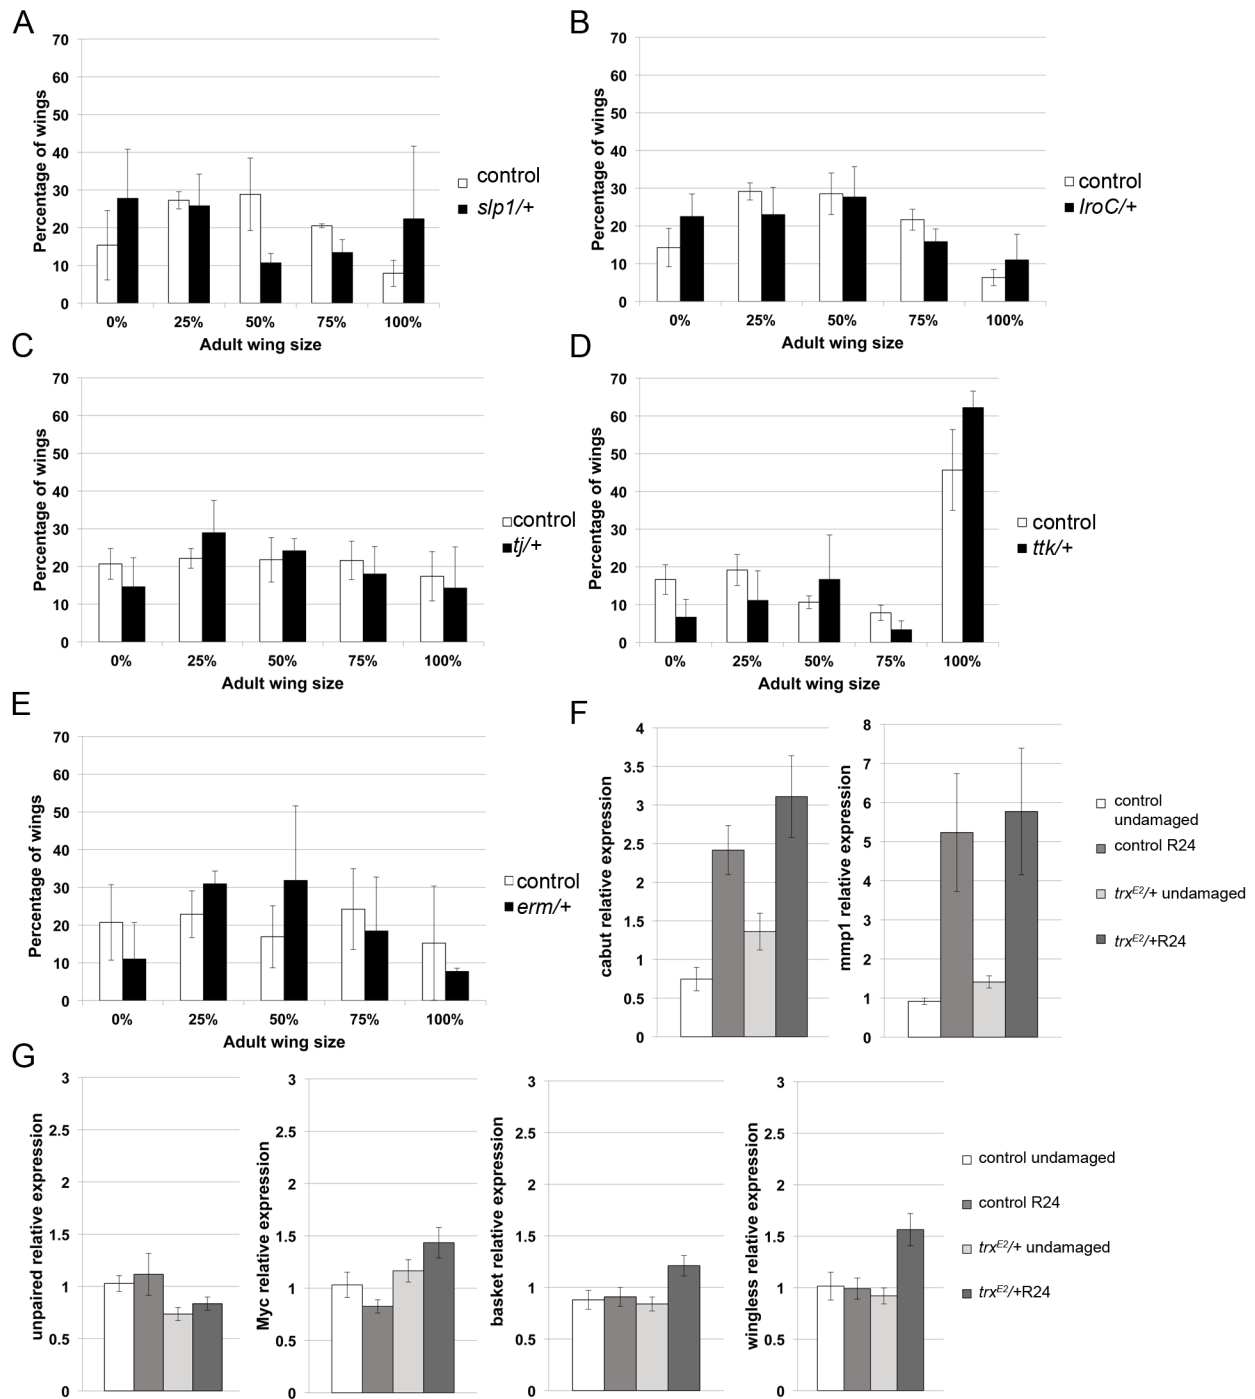 A
70
60
50
40
30
20
10
0
Percentage of wings
0% 25% 50% 75% 100%
Adult wing size
control
slp1/+
B
70
60
50
40
30
20
10
0
Percentage of wings
0% 25% 50% 75% 100%
Adult wing size
control
IroC/+
C
70
60
50
40
30
20
10
0
Percentage of wings
0% 25% 50% 75% 100%
Adult wing size
control
tj/+
D
70
60
50
40
30
20
10
0
Percentage of wings
0% 25% 50% 75% 100%
Adult wing size
control
ttk/+
E
70
60
50
40
30
20
10
0
Percentage of wings
0% 25% 50% 75% 100%
Adult wing size
control
erm/+
F
4
3.5
3
2.5
2
1.5
1
0.5
0
cabut relative expression
8
7
6
5
4
3
2
1
0
mmp1 relative expression
control
undamaged
control R24
trxE2/+ undamaged
trxE2/+R24
G
3
2.5
2
1.5
1
0.5
0
unpaired relative expression
3
2.5
2
1.5
1
0.5
0
Myc relative expression
3
2.5
2
1.5
1
0.5
0
basket relative expression
3
2.5
2
1.5
1
0.5
0
wingless relative expression
control undamaged
control R24
trxE2/+ undamaged
trxE2/+R24